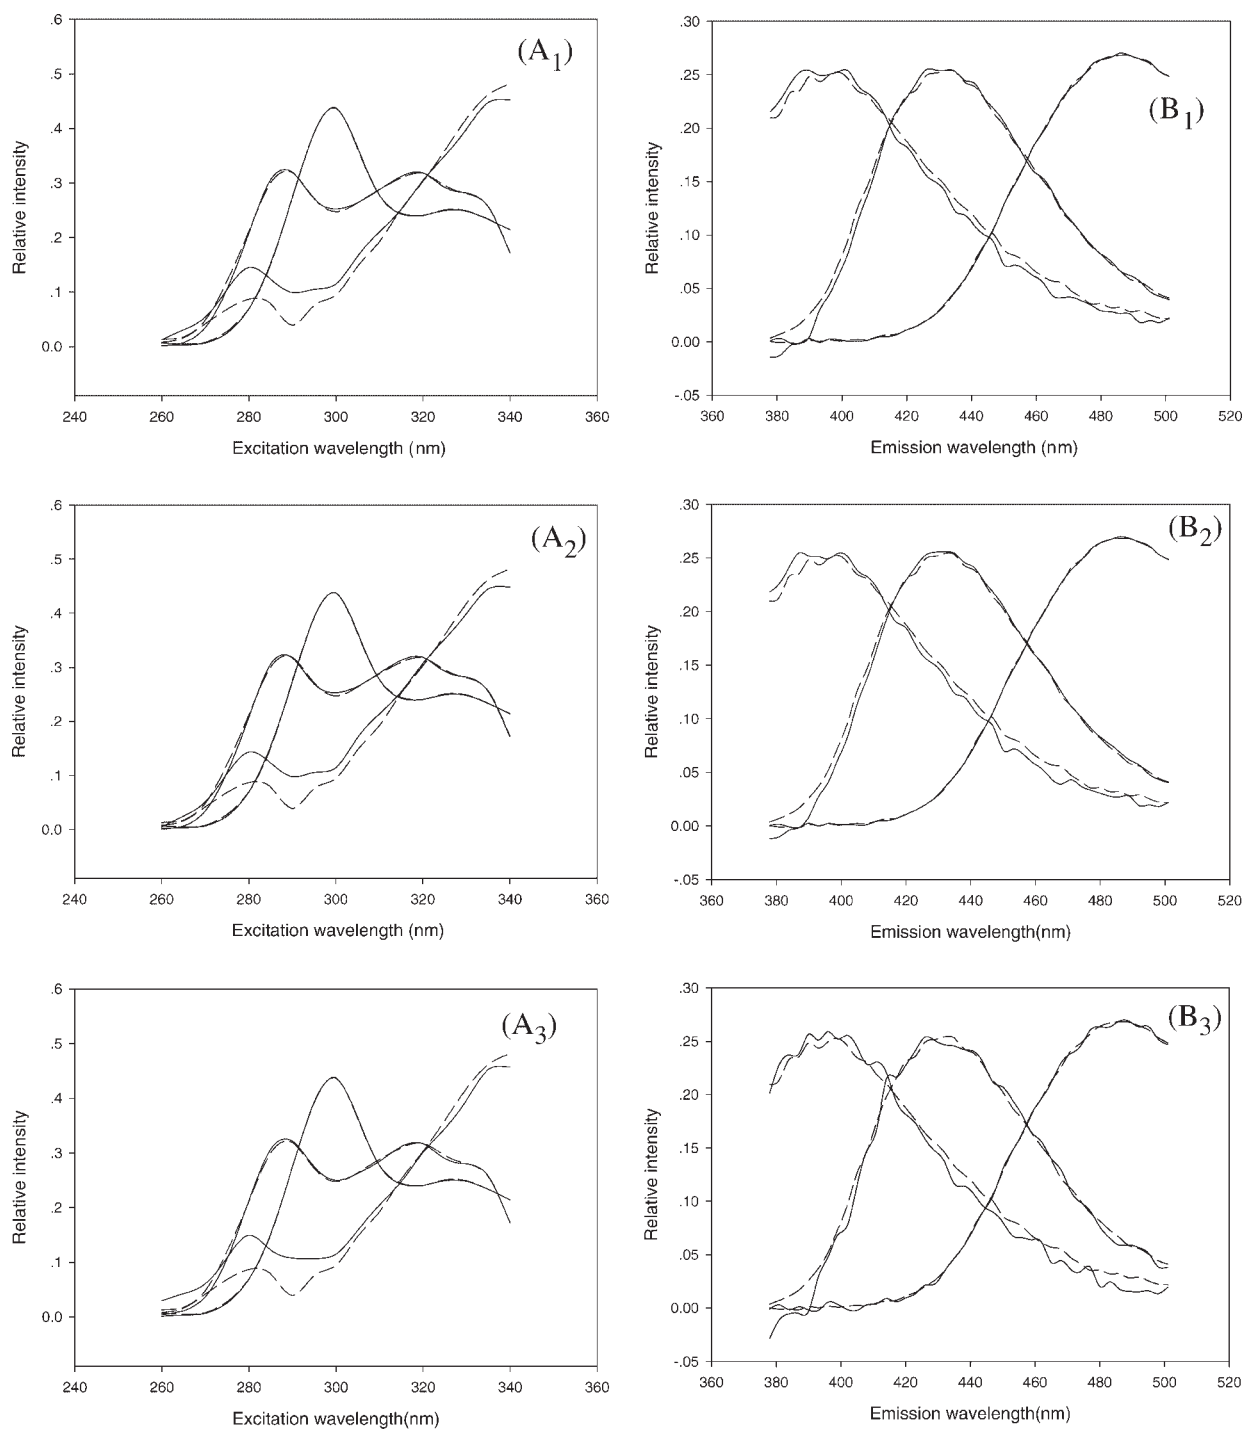 (A1)
.6
.5
.4
.3
.2
.1
0.0
Relative intensity
240 260 280 300 320 340 360
Excitation wavelength (nm)
(B1)
.30
.25
.20
.15
.10
.05
0.00
-.05
Relative intensity
360 380 400 420 440 460 480 500 520
Emission wavelength (nm)
(A2)
.6
.5
.4
.3
.2
.1
0.0
Relative intensity
240 260 280 300 320 340 360
Excitation wavelength (nm)
(B2)
.30
.25
.20
.15
.10
.05
0.00
-.05
Relative intensity
360 380 400 420 440 460 480 500 520
Emission wavelength(nm)
(A3)
.6
.5
.4
.3
.2
.1
0.0
Relative intensity
240 260 280 300 320 340 360
Excitation wavelength(nm)
(B3)
.30
.25
.20
.15
.10
.05
0.00
-.05
Relative intensity
360 380 400 420 440 460 480 500 520
Emission wavelength(nm)